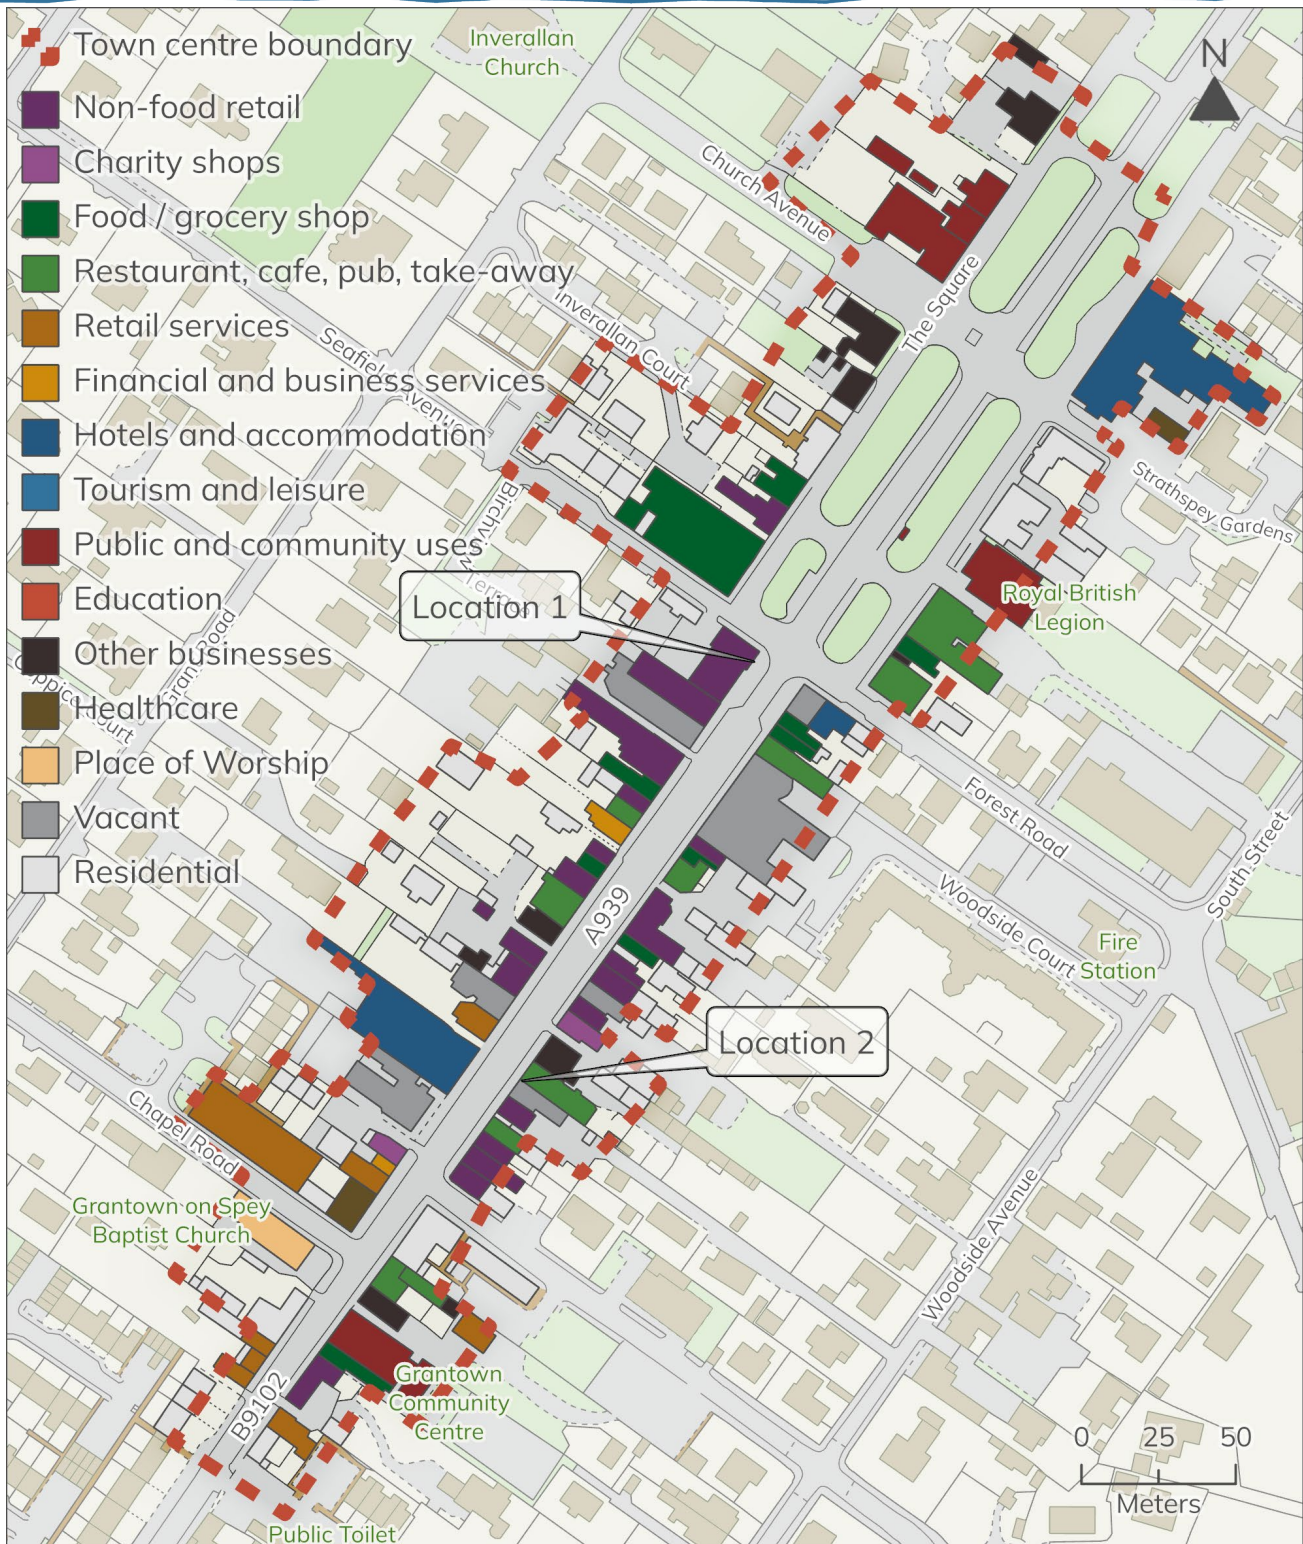 Town centre boundary
Non-food retail
Charity shops
Food / grocery shop
Restaurant, cafe, pub, take-away
Retail services
Financial and business services
Hotels and accommodation
Tourism and leisure
Public and community uses
Education
Other businesses
Healthcare
Place of Worship
Vacant
Residential
Inverallan
Church
N
Church Avenue
The Square
Inverallan Court
Seafield Avenue
Strathspey Gardens
Location 1
Royal British
Legion
Grant Road
Court
Forest Road
South Street
Woodside Court
Fire
Station
A939
Location 2
Chapel Road
Grantown on Spey
Baptist Church
Woodside Avenue
Grantown
Community
Centre
B9102
0 25 50
Meters
Public Toilet